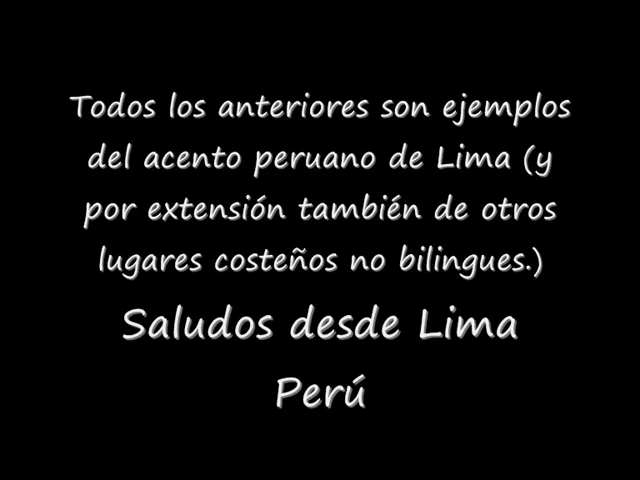 Todos los anteriores son ejemplos
del acento peruano de Lima (y
por extensión también de otros
lugares costeños no bilingues.)
Saludos desde Lima
Perú